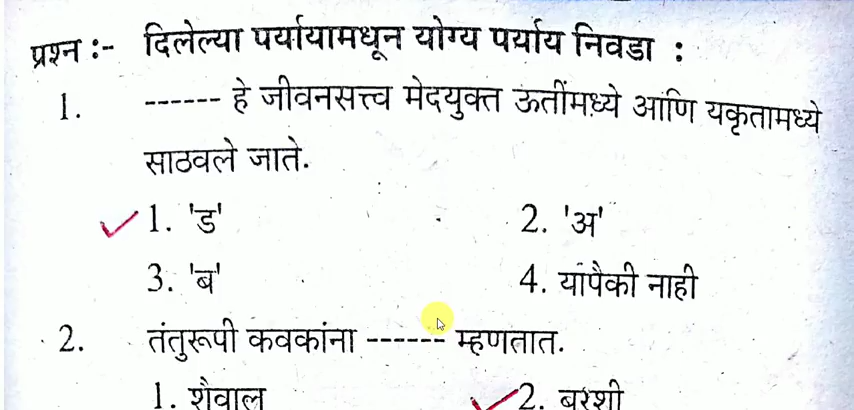 प्रश्न :- दिलेल्या पर्यायामधून योग्य पर्याय निवडा :
1. ------ हे जीवनसत्त्व मेदयुक्त ऊतींमध्ये आणि यकृतामध्ये
साठवले जाते.
1. 'ड' 2. 'अ'
3. 'ब' 4. यांपैकी नाही
2. तंतुरूपी कवकांना ------ म्हणतात.
1. शैवाल 2. बुरशी